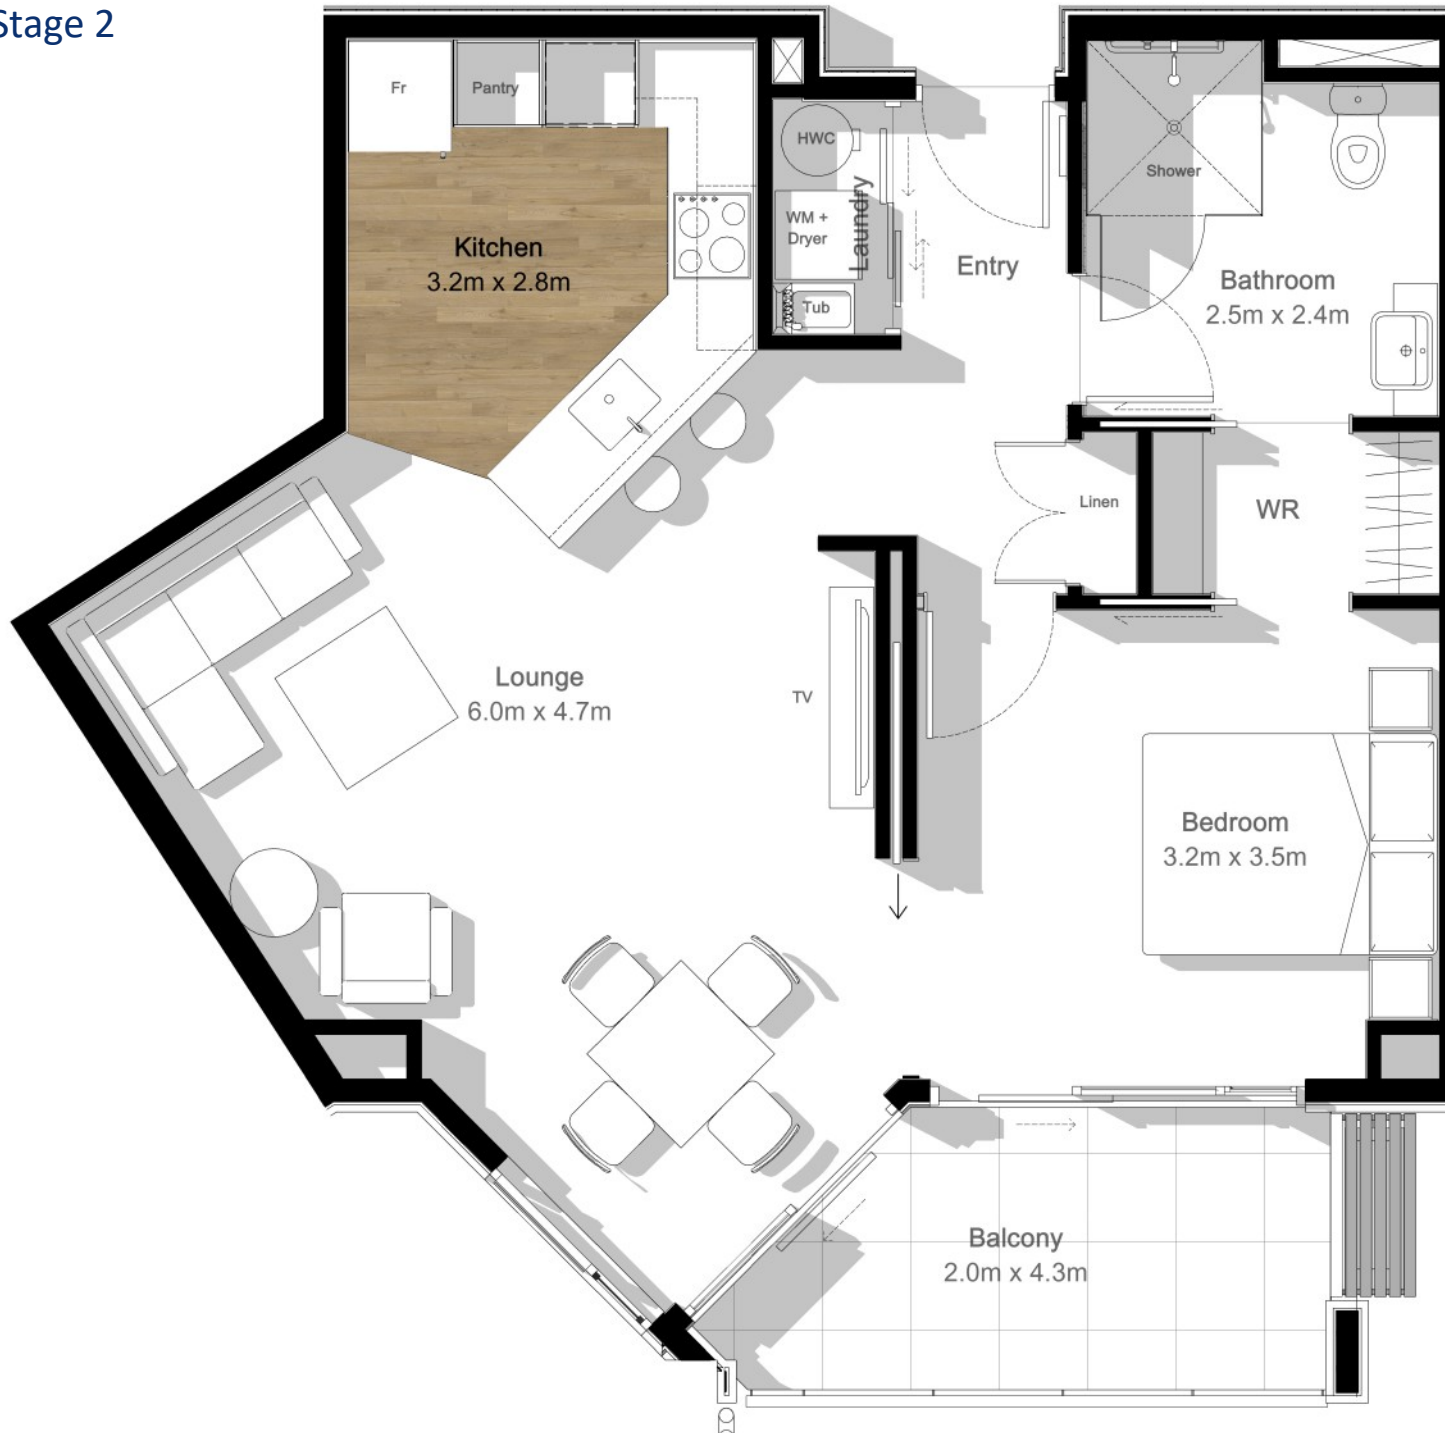 Stage 2
Fr
Pantry
HWC
Laundry
WM +
Dryer
Tub
Shower
Kitchen
3.2m x 2.8m
Entry
Bathroom
2.5m x 2.4m
Linen
WR
Lounge
6.0m x 4.7m
TV
Bedroom
3.2m x 3.5m
Balcony
2.0m x 4.3m